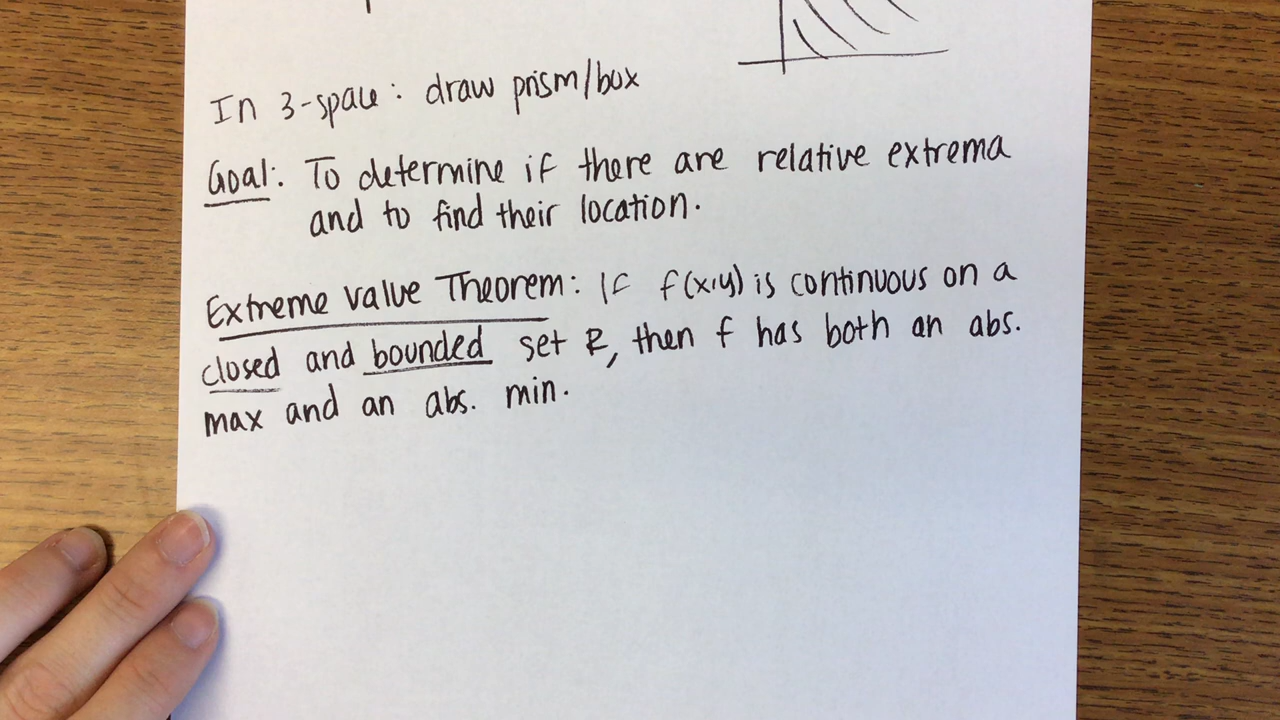 In 3-space: draw prism/box
Goal: To determine if there are relative extrema
and to find their location.
Extreme value Theorem: If f(x,y) is continuous on a
closed and bounded set R, then f has both an abs.
max and an abs. min.